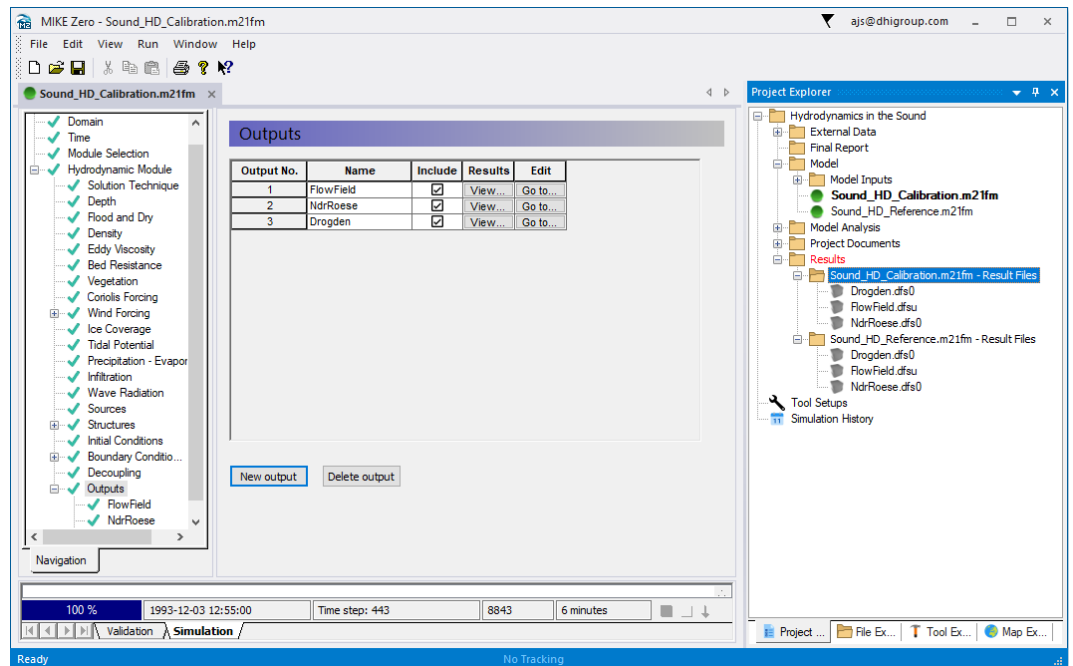 MIKE Zero - Sound_HD_Calibration.m21fm
ajs@dhigroup.com
File Edit View Run Window Help
Sound_HD_Calibration.m21fm
Domain
Time
Module Selection
Hydrodynamic Module
Solution Technique
Depth
Flood and Dry
Density
Eddy Viscosity
Bed Resistance
Vegetation
Coriolis Forcing
Wind Forcing
Ice Coverage
Tidal Potential
Precipitation - Evapor
Infiltration
Wave Radiation
Sources
Structures
Initial Conditions
Boundary Conditio...
Decoupling
Outputs
FlowField
NdrRoese
Navigation
Outputs
Output No. Name Include Results Edit
1 FlowField View... Go to...
2 NdrRoese View... Go to...
3 Drogden View... Go to...
New output Delete output
Project Explorer
Hydrodynamics in the Sound
External Data
Final Report
Model
Model Inputs
Sound_HD_Calibration.m21fm
Sound_HD_Reference.m21fm
Model Analysis
Project Documents
Results
Sound_HD_Calibration.m21fm - Result Files
Drogden.dfs0
FlowField.dfsu
NdrRoese.dfs0
Sound_HD_Reference.m21fm - Result Files
Drogden.dfs0
FlowField.dfsu
NdrRoese.dfs0
Tool Setups
11 Simulation History
100 % 1993-12-03 12:55:00 Time step: 443 8843 6 minutes
Validation Simulation
Project ... File Ex... Tool Ex... Map Ex...
Ready No Tracking